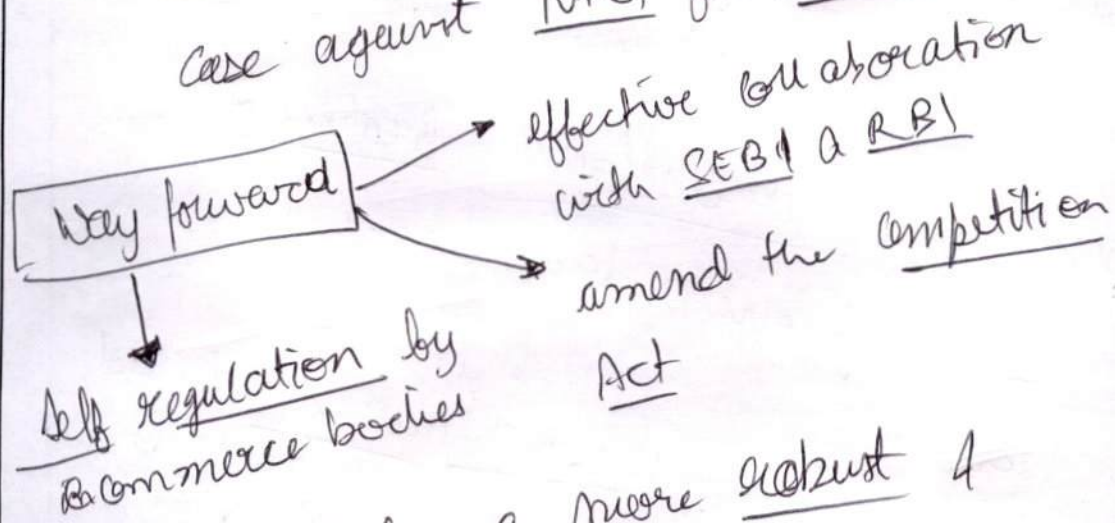 Case against
effective collaboration
with SEBI & RBI
Way forward
amend the Competition
Act
Self regulation by
ecommerce bodies
more robust &